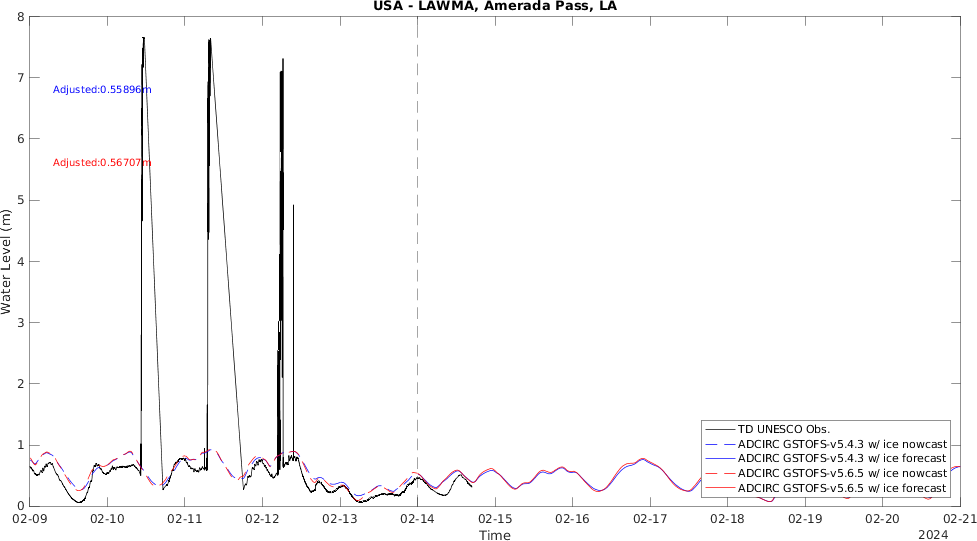 USA - LAWMA, Amerada Pass, LA
8
7
6
5
4
3
2
1
0
Water Level (m)
Adjusted:0.55896m
Adjusted:0.56707m
TD UNESCO Obs.
ADCIRC GSTOFS-v5.4.3 w/ ice nowcast
ADCIRC GSTOFS-v5.4.3 w/ ice forecast
ADCIRC GSTOFS-v5.6.5 w/ ice nowcast
ADCIRC GSTOFS-v5.6.5 w/ ice forecast
02-09 02-10 02-11 02-12 02-13 02-14 02-15 02-16 02-17 02-18 02-19 02-20 02-21
Time
2024